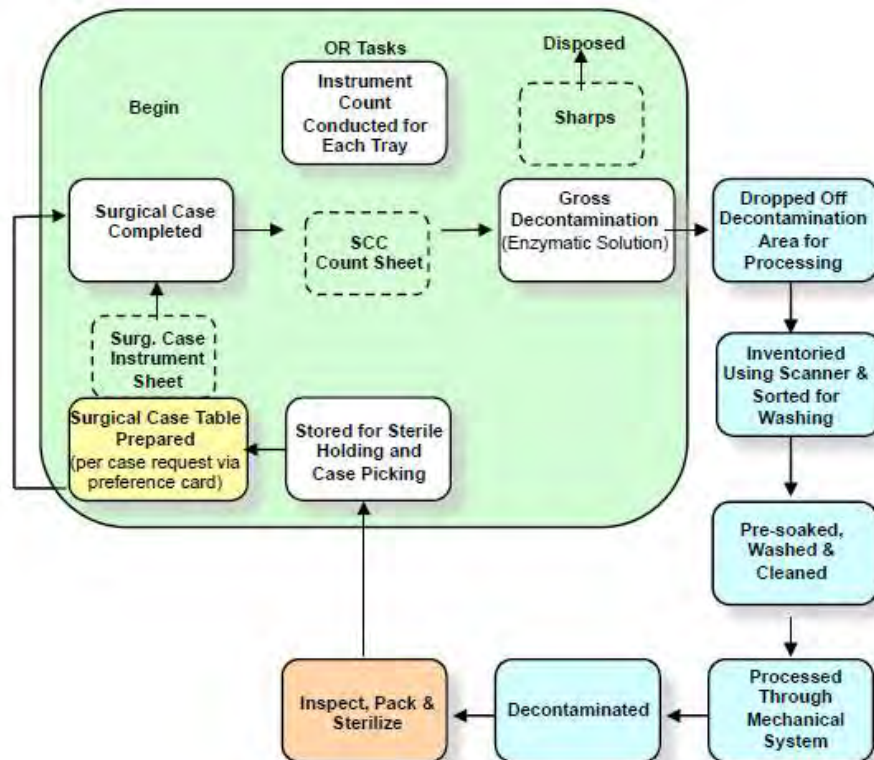 OR Tasks
Disposed
Begin
Instrument
Count
Conducted for
Each Tray
Sharps
Surgical Case
Completed
SCC
Count Sheet
Gross
Decontamination
(Enzymatic Solution)
Dropped Off
Decontamination
Area for
Processing
Surg. Case
Instrument
Sheet
Inventoried
Using Scanner &
Sorted for
Washing
Surgical Case Table
Prepared
(per case request via
preference card)
Stored for Sterile
Holding and
Case Picking
Pre-soaked,
Washed &
Cleaned
Inspect, Pack &
Sterilize
Decontaminated
Processed
Through
Mechanical
System